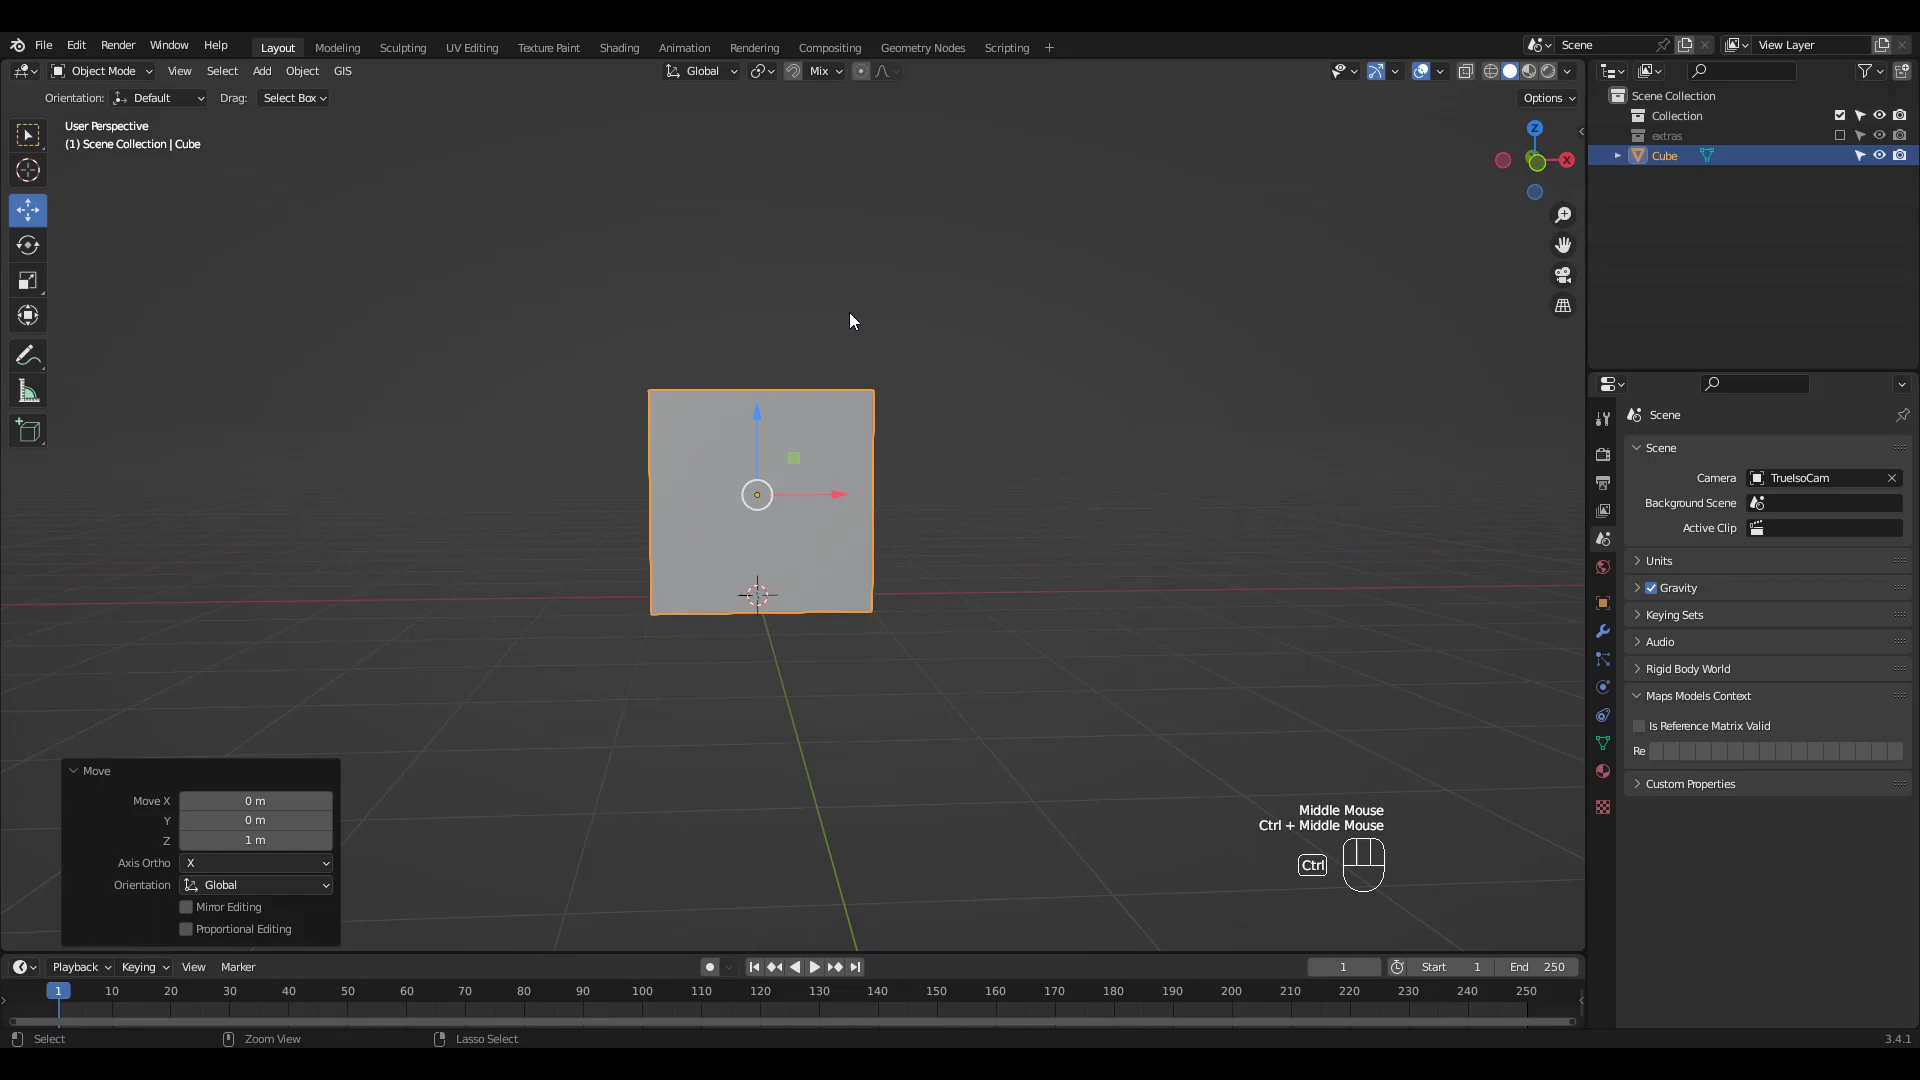 File Edit Render Window Help Layout Modeling Sculpting UV Editing Texture Paint Shading Animation Rendering Compositing Geometry Nodes Scripting + Scene View Layer
Object Mode View Select Add Object GIS Global Mix
Orientation: Default Drag: Select Box Options
User Perspective
(1) Scene Collection | Cube
Z
X
Scene Collection
Collection
extras
Cube
Scene
Scene
Camera TrueIsoCam
Background Scene
Active Clip
Units
Gravity
Keying Sets
Audio
Rigid Body World
Maps Models Context
Is Reference Matrix Valid
Re
Custom Properties
Move
Move X 0 m
Y 0 m
Z 1 m
Axis Ortho X
Orientation Global
Mirror Editing
Proportional Editing
Middle Mouse
Ctrl + Middle Mouse
Ctrl
Playback Keying View Marker 1 Start 1 End 250
1 10 20 30 40 50 60 70 80 90 100 110 120 130 140 150 160 170 180 190 200 210 220 230 240 250
Select Zoom View Lasso Select 3.4.1